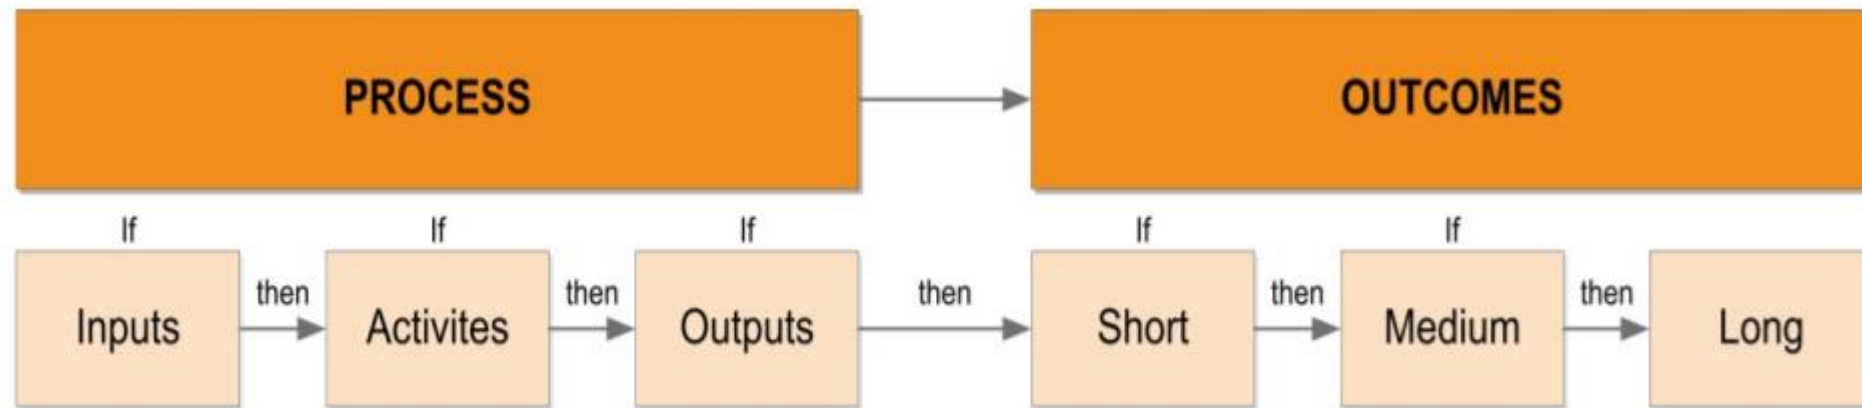 PROCESS
OUTCOMES
If
If
If
If
If
Inputs
then
Activites
then
Outputs
then
Short
then
Medium
then
Long